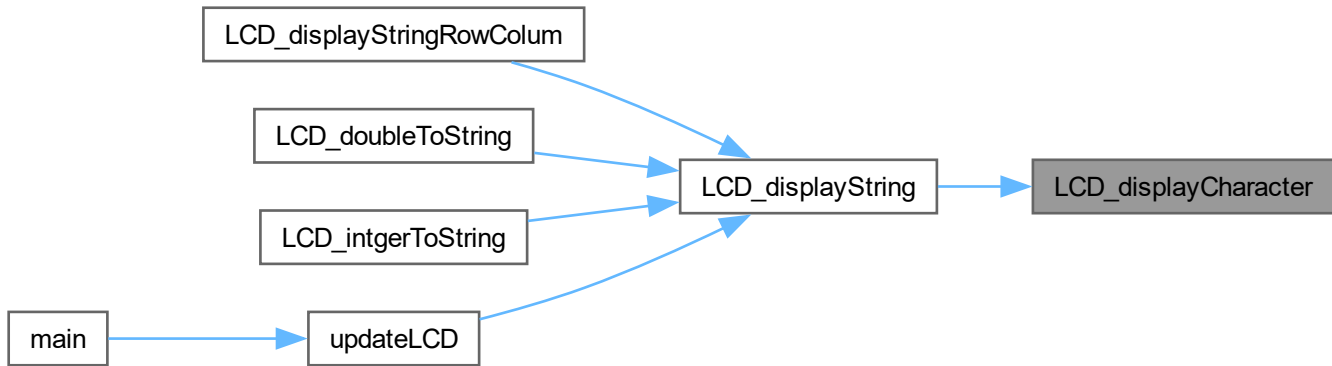 LCD_displayStringRowColum
LCD_doubleToString
LCD_displayString
LCD_displayCharacter
LCD_intgerToString
main
updateLCD